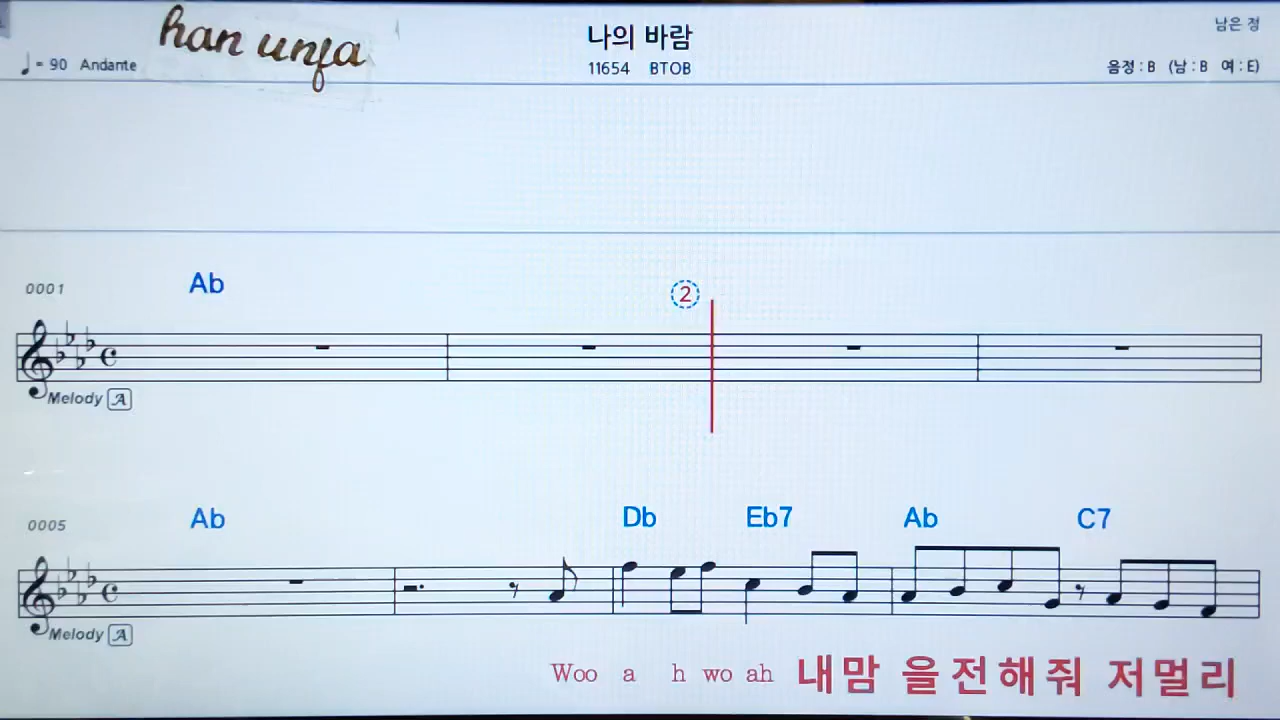 han unfa
나의 바람
남은 정
♩= 90 Andante
11654 BTOB
음정 : B (남 : B 여 : E)
0001 Ab ②
Melody A
0005 Ab Db Eb7 Ab C7
Melody A
Woo a h wo ah 내맘 을전해줘 저멀리